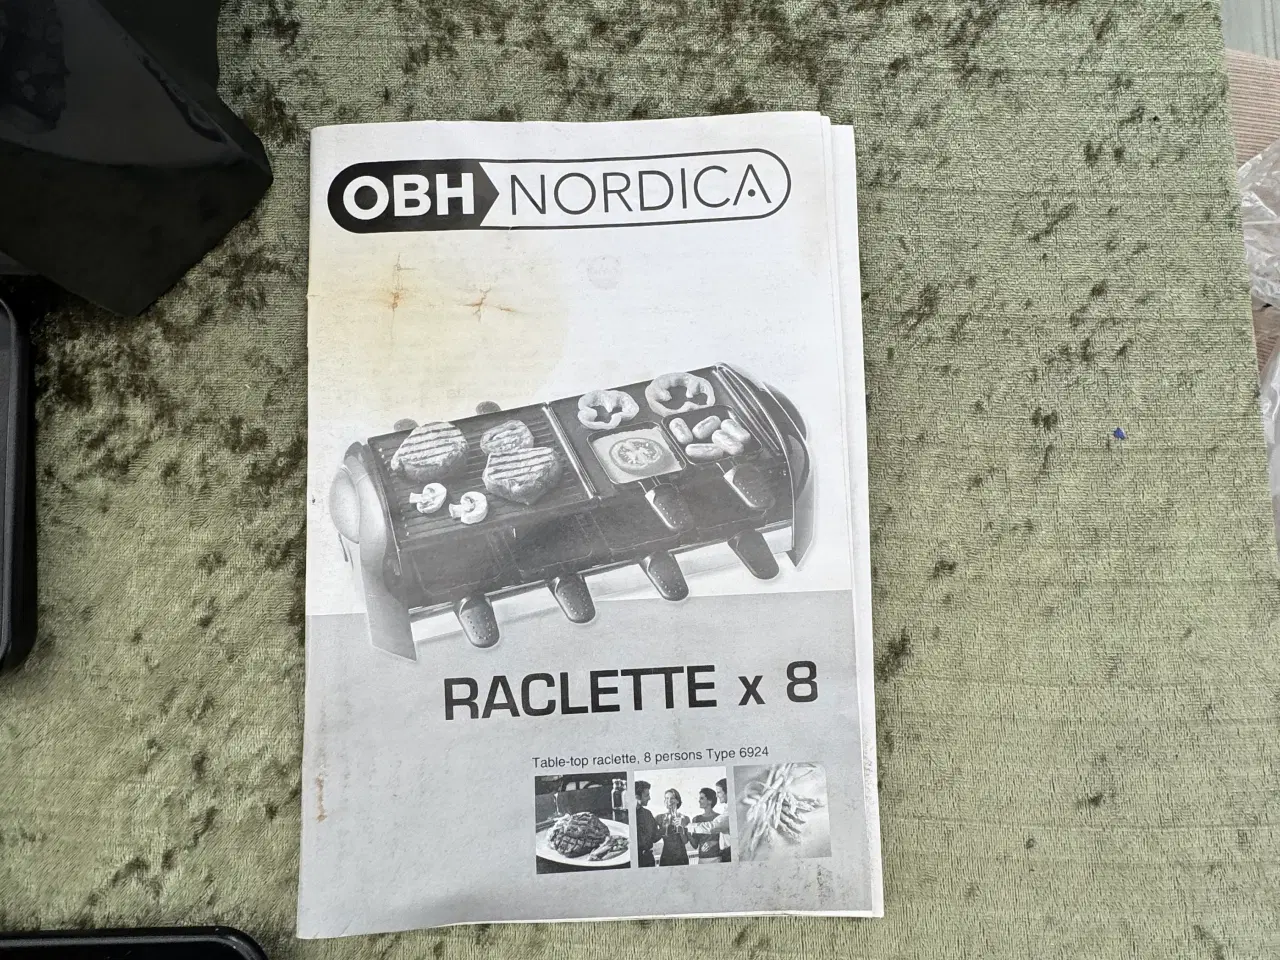 OBH NORDICA
RACLETTE x 8
Table-top raclette, 8 persons Type 6924